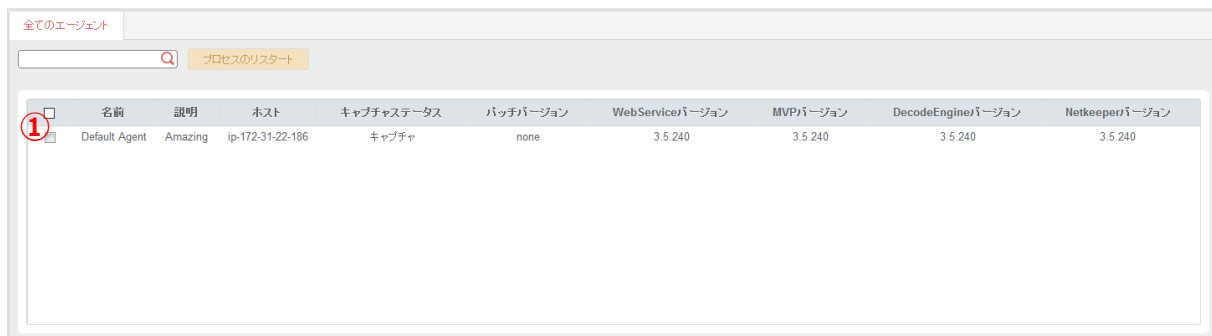 全てのエージェント
プロセスのリスタート
名前 説明 ホスト キャプチャステータス パッチバージョン WebServiceバージョン MVPバージョン DecodeEngineバージョン Netkeeperバージョン
①
Default Agent Amazing ip-172-31-22-186 キャプチャ none 3.5.240 3.5.240 3.5.240 3.5.240